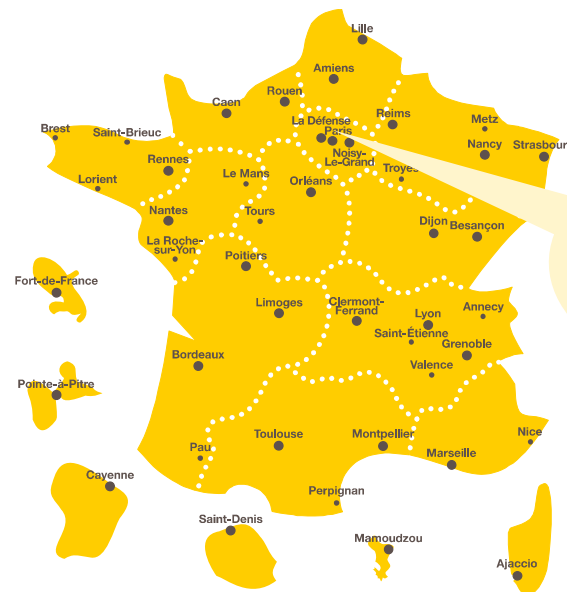 Lille
Amiens
Rouen
Caen
La Défense
Paris
Reims
Metz
Brest
Saint-Brieuc
Noisy-
Le-Grand
Nancy
Strasbour
Rennes
Le Mans
Orléans
Troyes
Lorient
Nantes
Tours
Dijon
Besançon
La Roche-
sur-Yon
Poitiers
Fort-de-France
Limoges
Clermont-
Ferrand
Lyon
Annecy
Saint-Étienne
Grenoble
Bordeaux
Valence
Pointe-à-Pitre
Pau
Toulouse
Montpellier
Nice
Marseille
Cayenne
Perpignan
Saint-Denis
Mamoudzou
Ajaccio